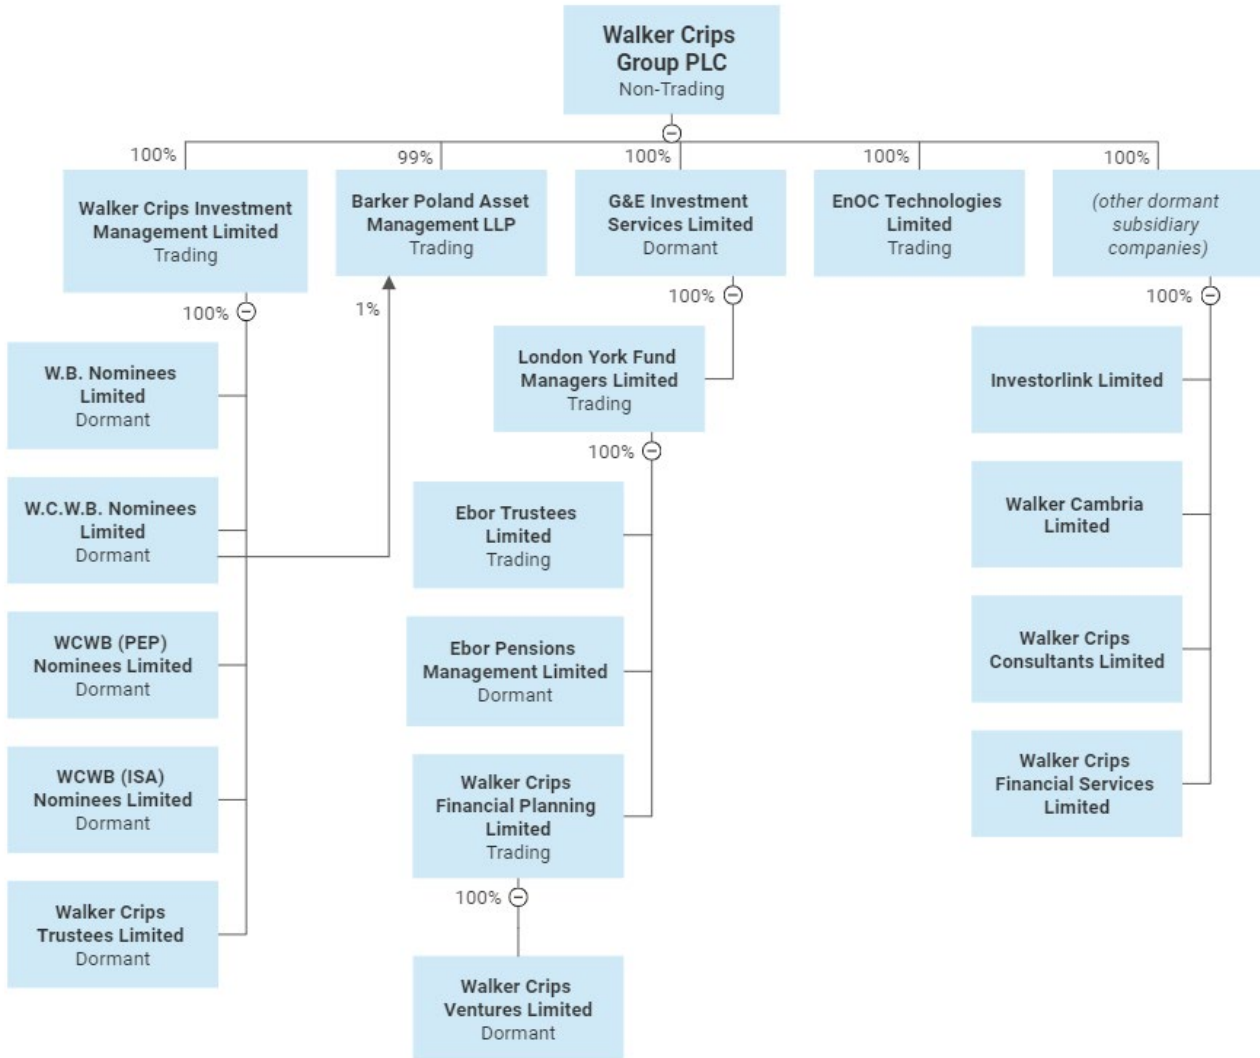 Walker Crips
Group PLC
Non-Trading
100%
99%
100%
100%
100%
Walker Crips Investment
Management Limited
Trading
Barker Poland Asset
Management LLP
Trading
G&E Investment
Services Limited
Dormant
EnOC Technologies
Limited
Trading
(other dormant
subsidiary
companies)
100%
1%
100%
100%
W.B. Nominees
Limited
Dormant
W.C.W.B. Nominees
Limited
Dormant
WCWB (PEP)
Nominees Limited
Dormant
WCWB (ISA)
Nominees Limited
Dormant
Walker Crips
Trustees Limited
Dormant
London York Fund
Managers Limited
Trading
100%
Ebor Trustees
Limited
Trading
Ebor Pensions
Management Limited
Dormant
Walker Crips
Financial Planning
Limited
Trading
100%
Walker Crips
Ventures Limited
Dormant
Investorlink Limited
Walker Cambria
Limited
Walker Crips
Consultants Limited
Walker Crips
Financial Services
Limited